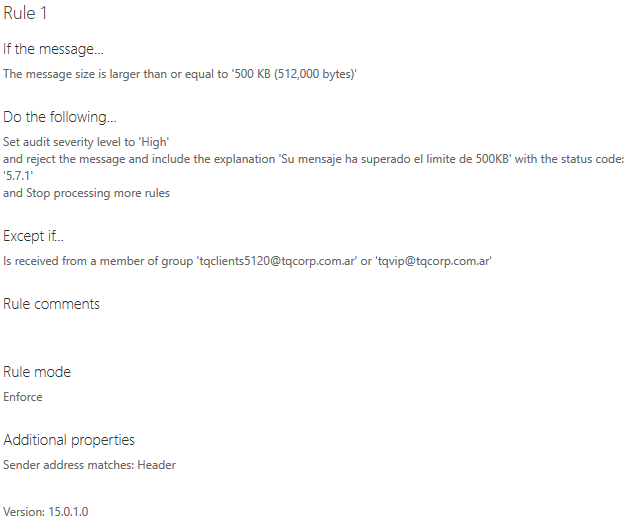 Rule 1
If the message...
The message size is larger than or equal to '500 KB (512,000 bytes)'
Do the following...
Set audit severity level to 'High'
and reject the message and include the explanation 'Su mensaje ha superado el limite de 500KB' with the status code:
'5.7.1'
and Stop processing more rules
Except if...
Is received from a member of group 'tqclients5120@tqcorp.com.ar' or 'tqvip@tqcorp.com.ar'
Rule comments
Rule mode
Enforce
Additional properties
Sender address matches: Header
Version: 15.0.1.0